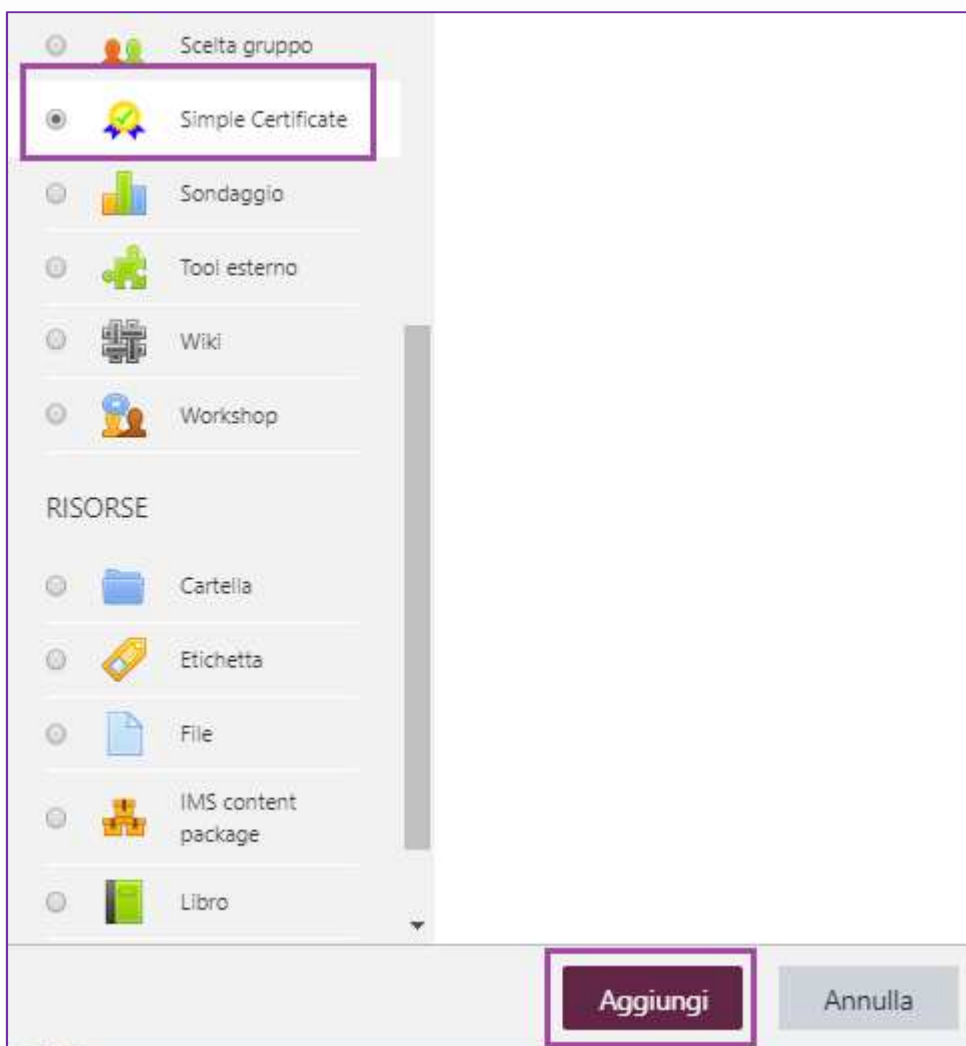 Scelta gruppo
Simple Certificate
Sondaggio
Tool esterno
Wiki
Workshop
RISORSE
Cartella
Etichetta
File
IMS content
package
Libro
Aggiungi
Annulla